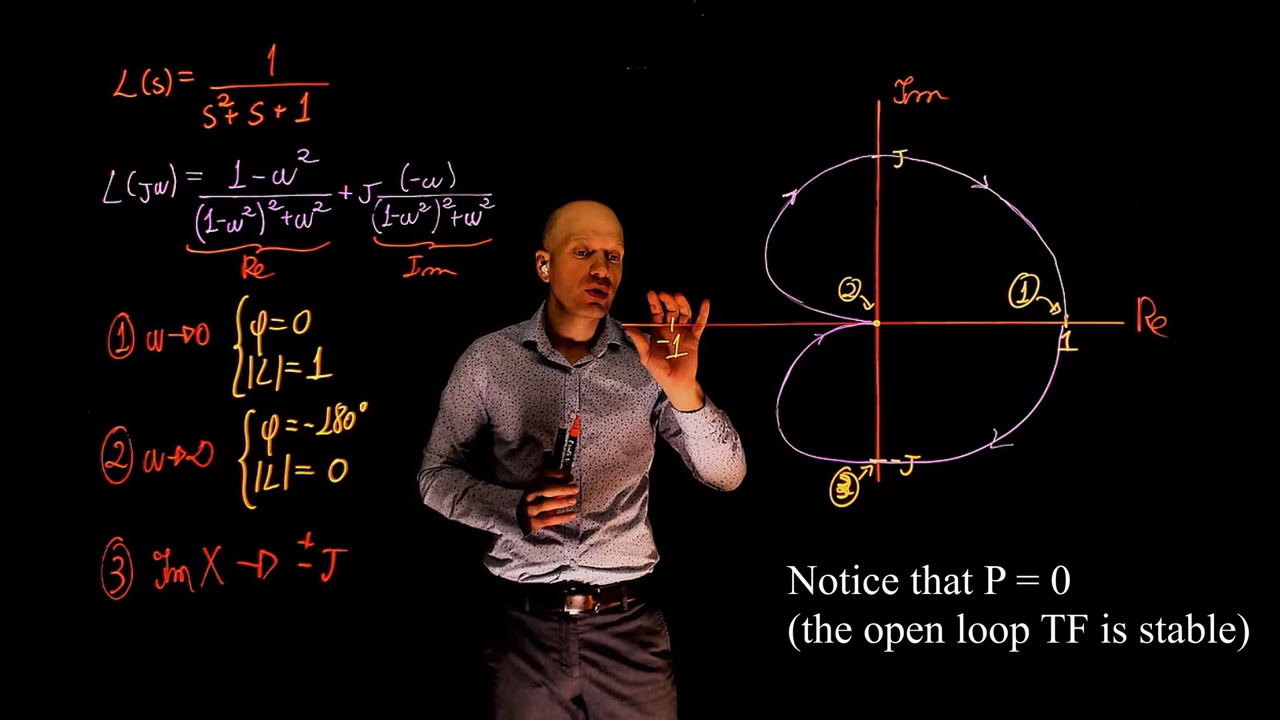 L(s) = 1 / (s² + s + 1)
L(Jω) = (1-ω²) / ((1-ω²)²+ω²) + J (-ω) / ((1-ω²)²+ω²)
Re Im
① ω→0 { φ=0
|L|=1
② ω→∞ { φ=-180°
|L|=0
③ Im X → ±J
Im
J
② ①
Re
-1
1
-J
③
Notice that P = 0
(the open loop TF is stable)